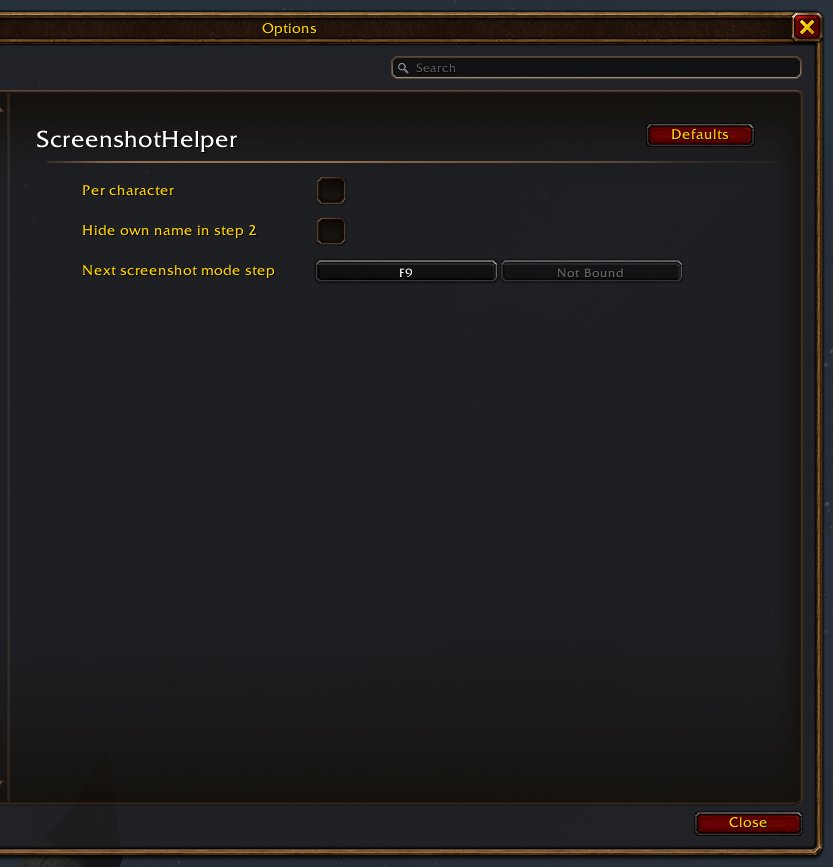 Options
Search
ScreenshotHelper
Defaults
Per character
Hide own name in step 2
Next screenshot mode step
F9
Not Bound
Close